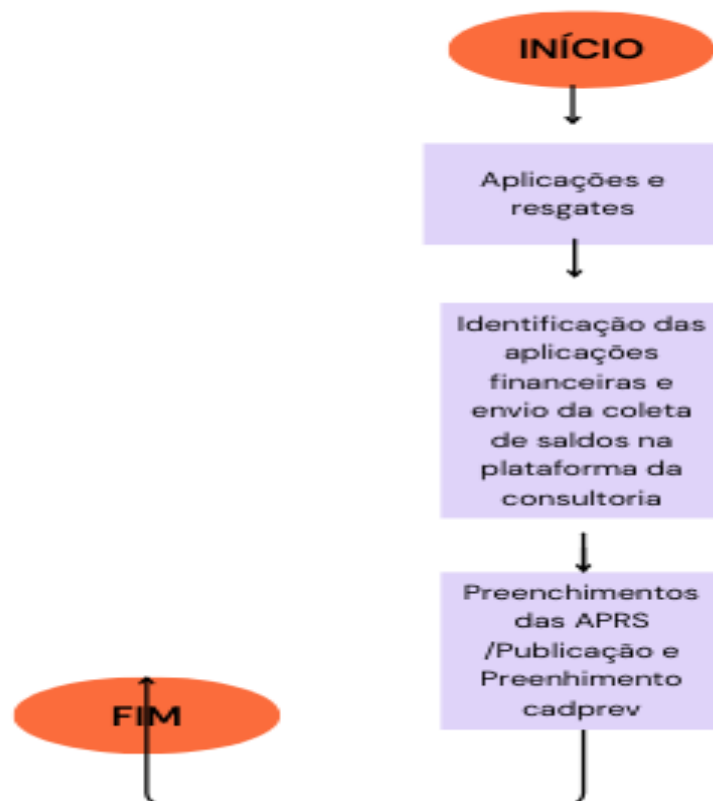 INÍCIO
Aplicações e
resgates
Identificação das
aplicações
financeiras e
envio da coleta
de saldos na
plataforma da
consultoria
Preenchimentos
das APRS
/Publicação e
Preenhimento
cadprev
FIM